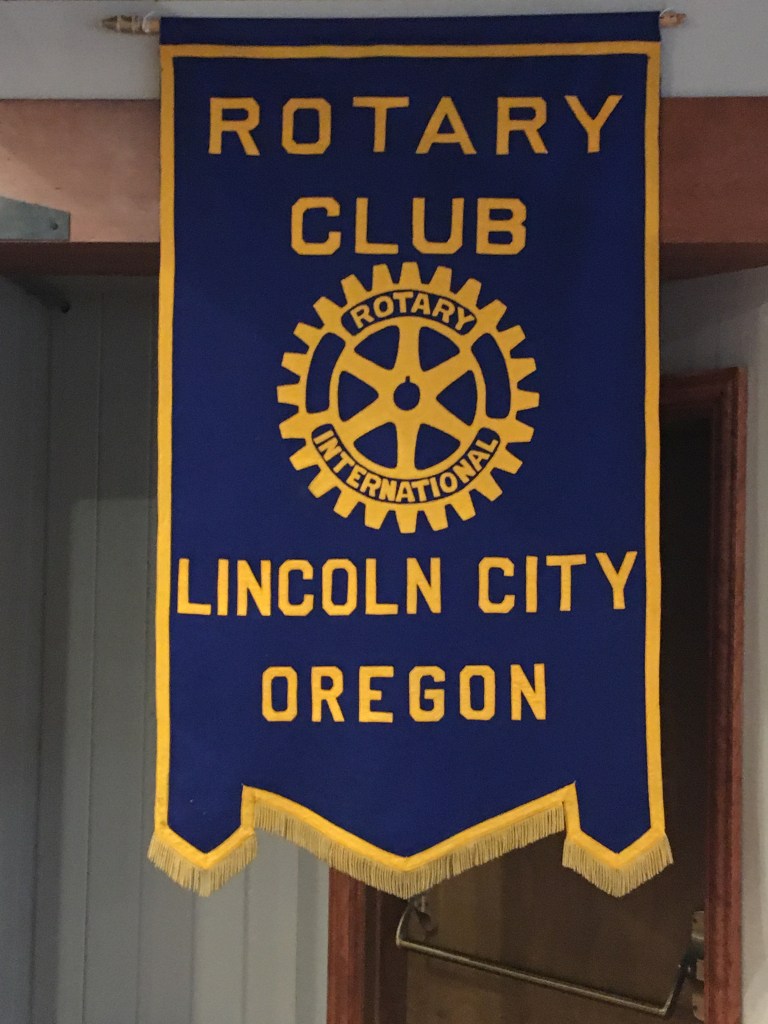 ROTARY
CLUB
ROTARY
INTERNATIONAL
LINCOLN CITY
OREGON